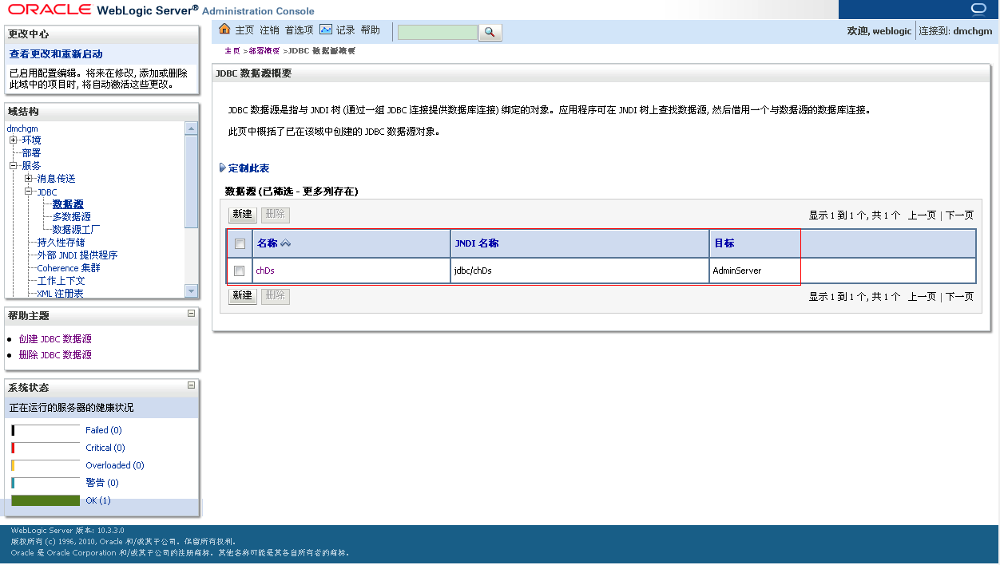 ORACLE WebLogic Server® Administration Console
更改中心
查看更改和重新启动
已启用配置编辑。将来在修改, 添加或删除
此域中的项目时, 将自动激活这些更改。
域结构
dmchgm
环境
部署
服务
消息传送
JDBC
数据源
多数据源
数据源工厂
持久性存储
外部 JNDI 提供程序
Coherence 集群
工作上下文
XML 注册表
帮助主题
创建 JDBC 数据源
删除 JDBC 数据源
系统状态
正在运行的服务器的健康状况
Failed (0)
Critical (0)
Overloaded (0)
警告 (0)
OK (1)
主页 注销 首选项 记录 帮助
欢迎, weblogic 连接到: dmchgm
主页 >部署概要 >JDBC 数据源概要
JDBC 数据源概要
JDBC 数据源是指与 JNDI 树 (通过一组 JDBC 连接提供数据库连接) 绑定的对象。应用程序可在 JNDI 树上查找数据源, 然后借用一个与数据源的数据库连接。
此页中概括了已在该域中创建的 JDBC 数据源对象。
定制此表
数据源 (已筛选 - 更多列存在)
新建 删除 显示 1 到 1 个, 共 1 个 上一页 | 下一页
名称 JNDI 名称 目标
chDs jdbc/chDs AdminServer
新建 删除 显示 1 到 1 个, 共 1 个 上一页 | 下一页
WebLogic Server 版本: 10.3.3.0
版权所有 (c) 1996, 2010, Oracle 和/或其子公司。保留所有权利。
Oracle 是 Oracle Corporation 和/或其子公司的注册商标。其他名称可能是其各自所有者的商标。